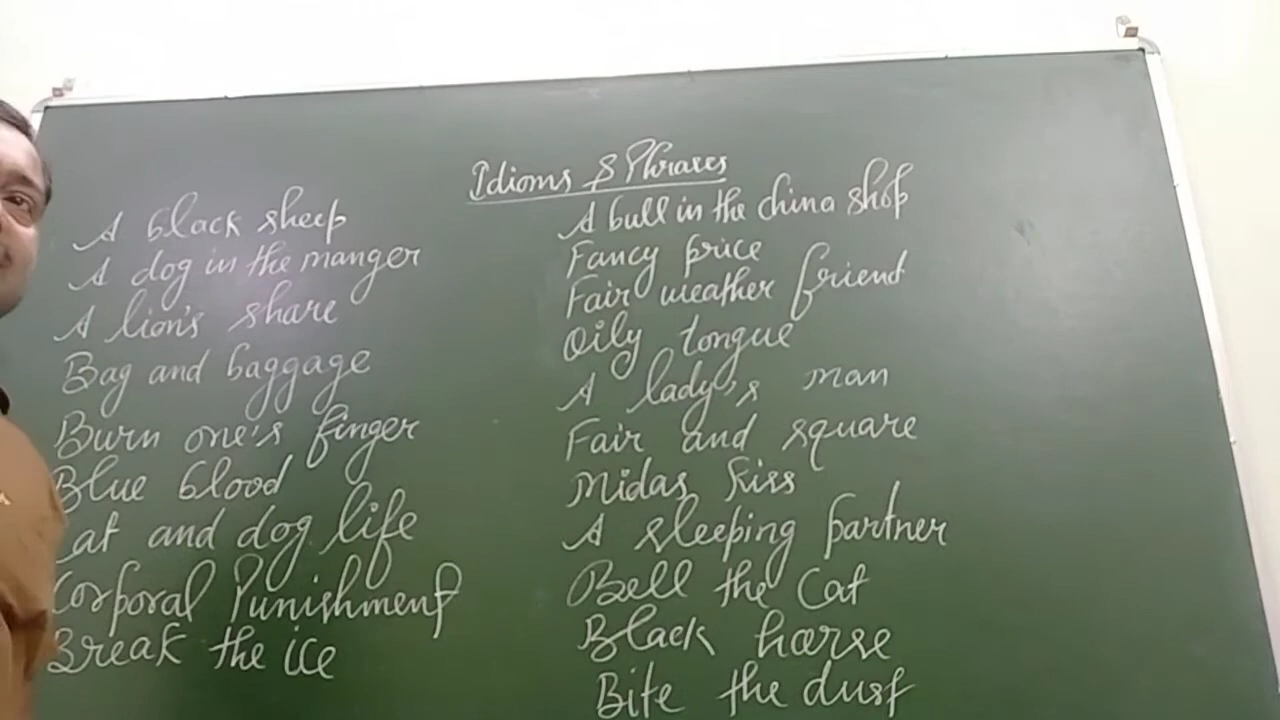 Idioms & Phrases
A black sheep
A dog in the manger
A lion's share
Bag and baggage
Burn one's finger
Blue blood
Cat and dog life
Corporal Punishment
Break the ice
A bull in the china shop
Fancy price
Fair weather friend
Oily tongue
A lady's man
Fair and square
Midas Kiss
A sleeping partner
Bell the Cat
Black horse
Bite the dust